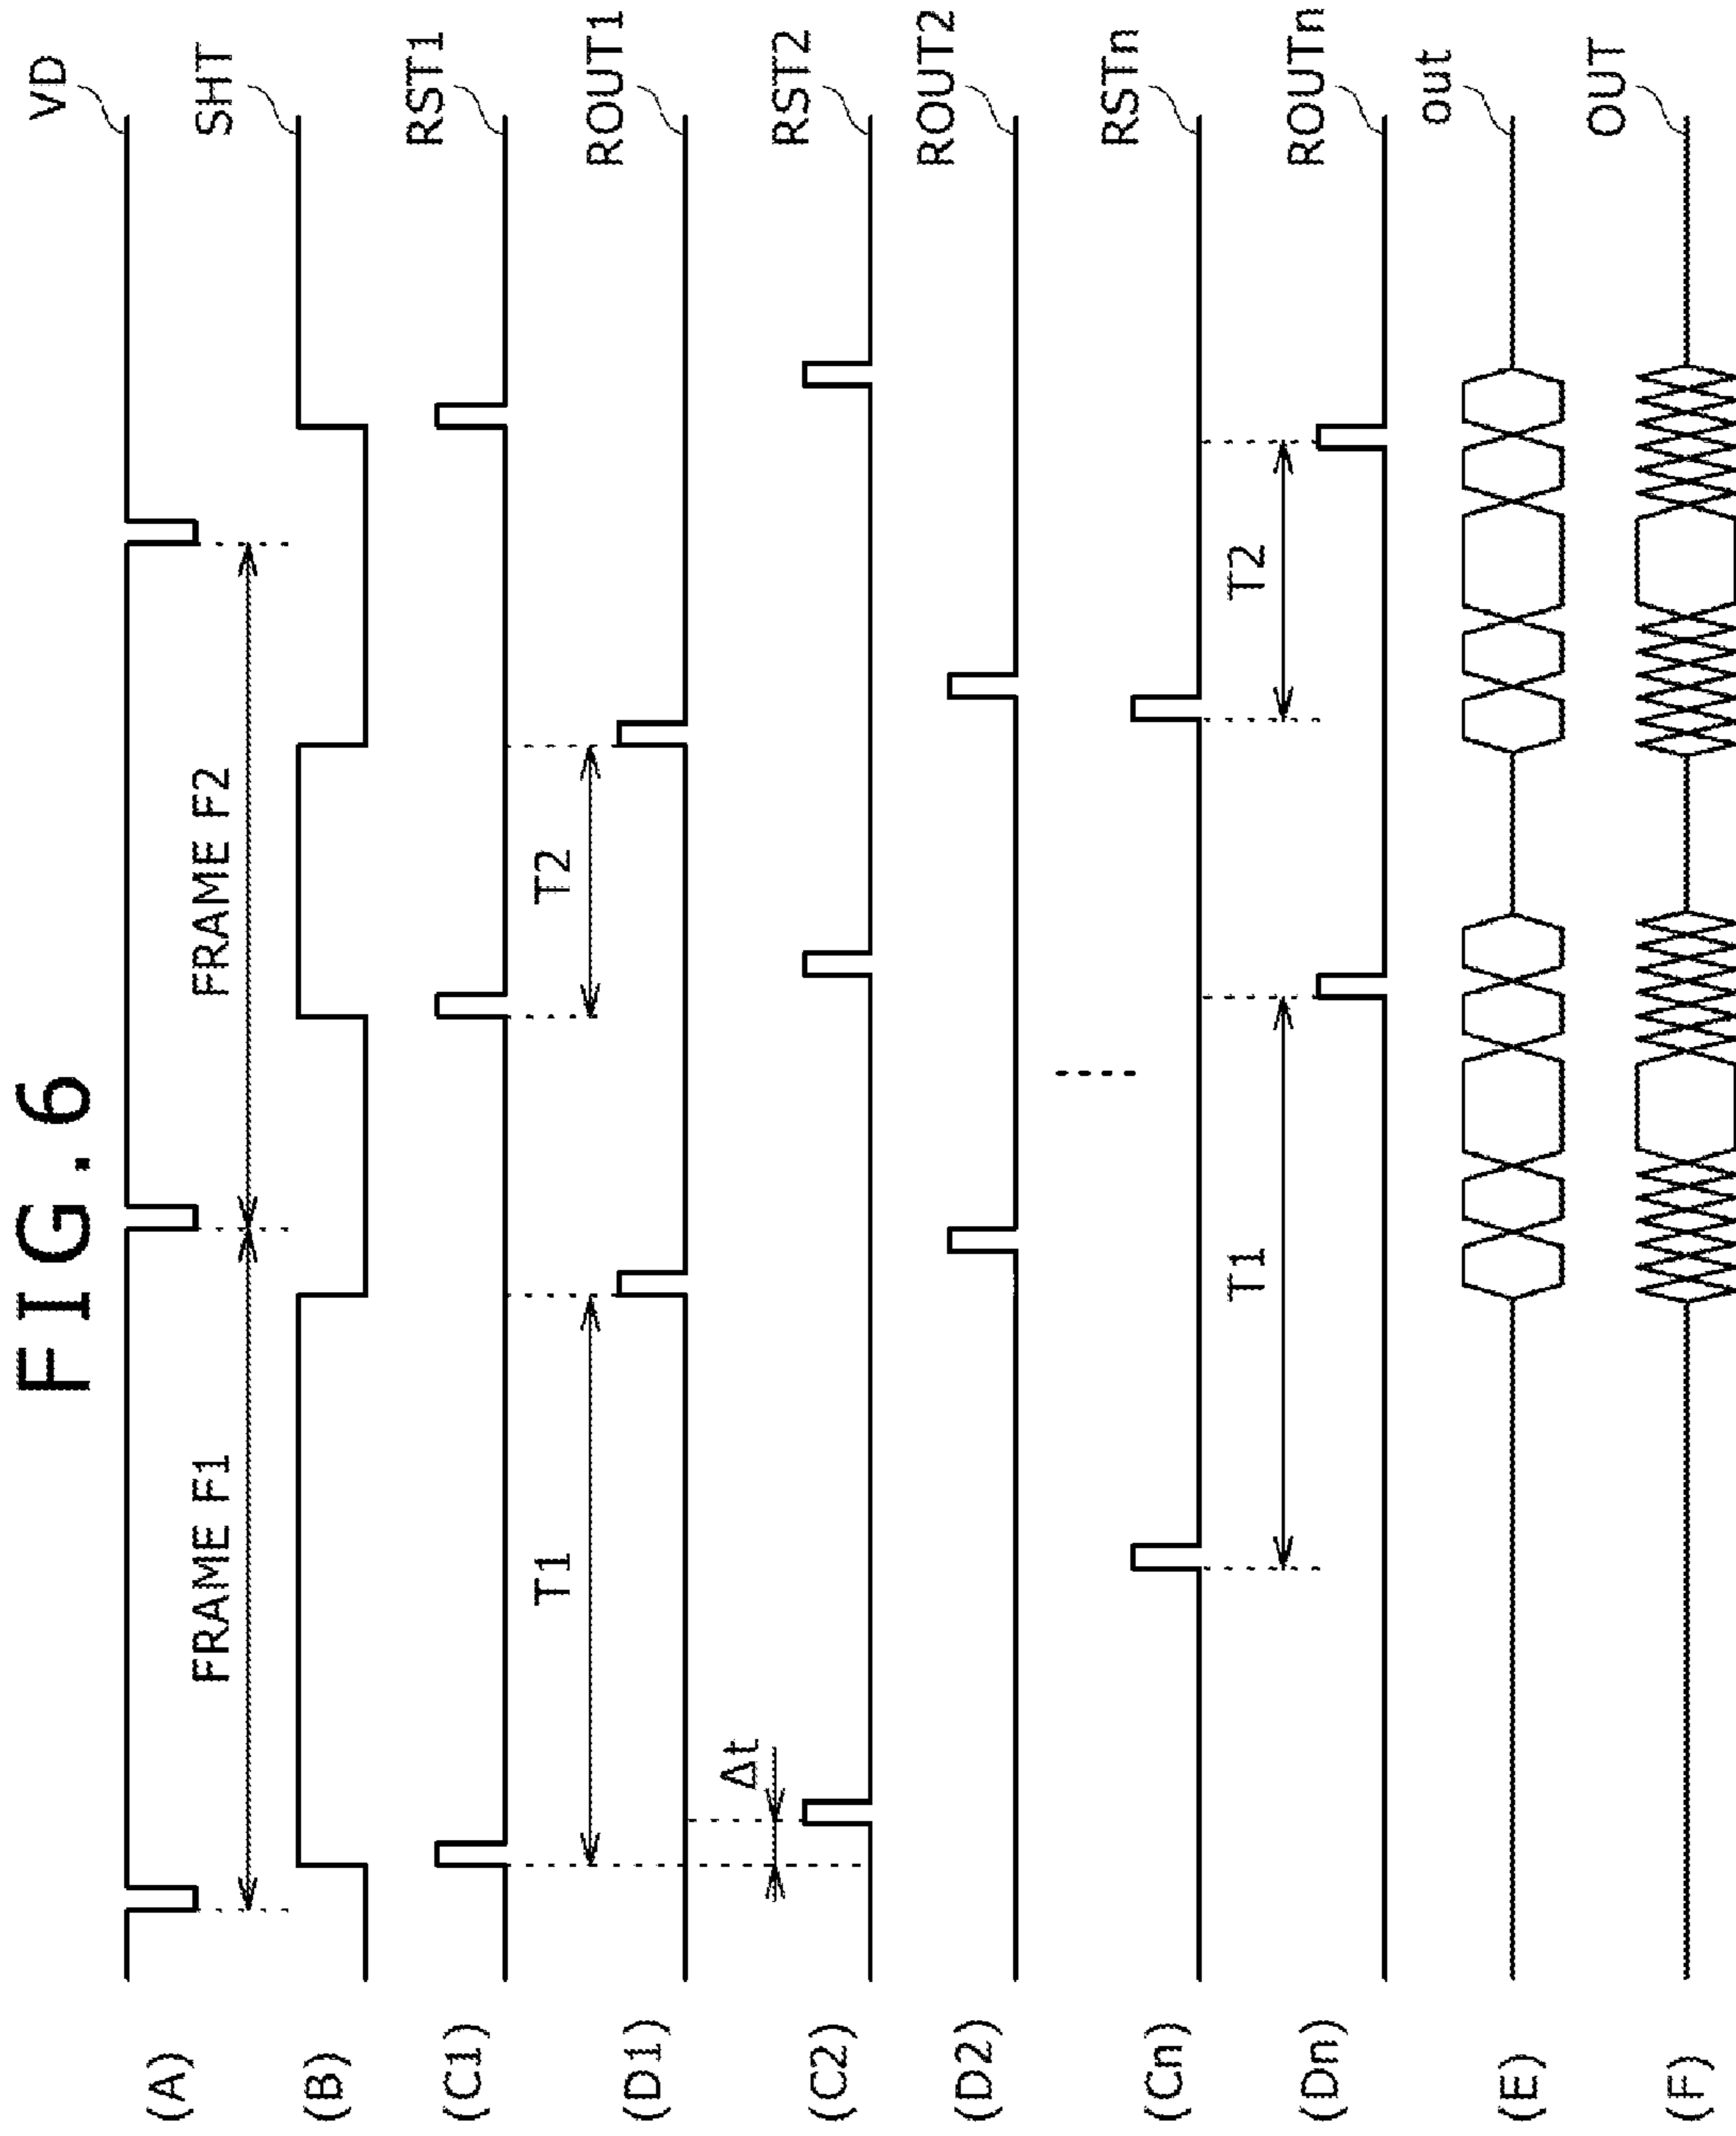 FIG.6
(A)
VD
FRAME F1
FRAME F2
(B)
SHT
(C1)
RST1
T1
T2
(D1)
ROUT1
Δt
(C2)
RST2
(D2)
ROUT2
(Cn)
RSTn
T1
T2
(Dn)
ROUTn
(E)
out
(F)
OUT